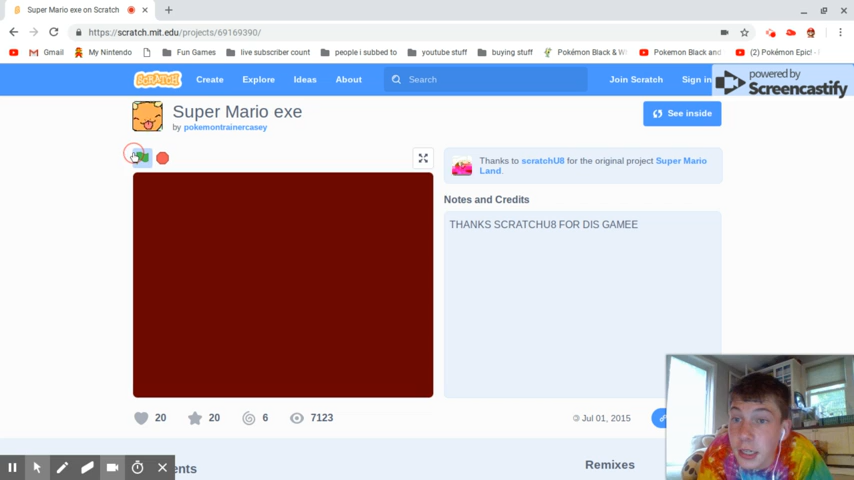 Super Mario exe on Scratch
https://scratch.mit.edu/projects/69169390/
Gmail
My Nintendo
Fun Games
live subscriber count
people i subbed to
youtube stuff
buying stuff
Pokémon Black & W
Pokemon Black and
(2) Pokémon Epic!
SCRATCH
Create
Explore
Ideas
About
Search
Join Scratch
Sign in
powered by
Screencastify
Super Mario exe
by pokemontrainercasey
See inside
Thanks to scratchU8 for the original project Super Mario
Land.
Notes and Credits
THANKS SCRATCHU8 FOR DIS GAMEE
20
20
6
7123
© Jul 01, 2015
Remixes